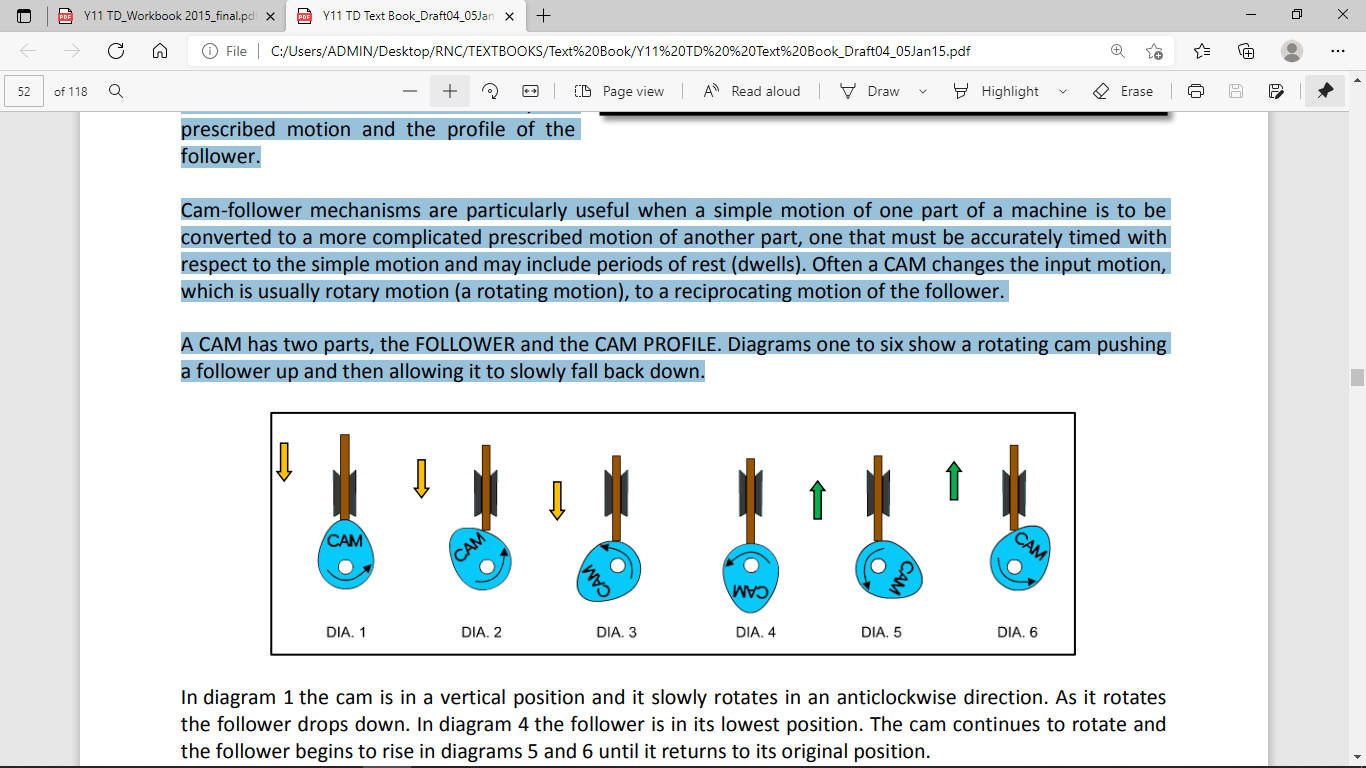 Y11 TD_Workbook 2015_final.pd
Y11 TD Text Book_Draft04_05Jan
File
C:/Users/ADMIN/Desktop/RNC/TEXTBOOKS/Text%20Book/Y11%20TD%20%20Text%20Book_Draft04_05Jan15.pdf
52 of 118
Page view
Read aloud
Draw
Highlight
Erase
prescribed motion and the profile of the
follower.
Cam-follower mechanisms are particularly useful when a simple motion of one part of a machine is to be
converted to a more complicated prescribed motion of another part, one that must be accurately timed with
respect to the simple motion and may include periods of rest (dwells). Often a CAM changes the input motion,
which is usually rotary motion (a rotating motion), to a reciprocating motion of the follower.
A CAM has two parts, the FOLLOWER and the CAM PROFILE. Diagrams one to six show a rotating cam pushing
a follower up and then allowing it to slowly fall back down.
CAM
CAM
CAM
CAM
CAM
CAM
DIA. 1
DIA. 2
DIA. 3
DIA. 4
DIA. 5
DIA. 6
In diagram 1 the cam is in a vertical position and it slowly rotates in an anticlockwise direction. As it rotates
the follower drops down. In diagram 4 the follower is in its lowest position. The cam continues to rotate and
the follower begins to rise in diagrams 5 and 6 until it returns to its original position.